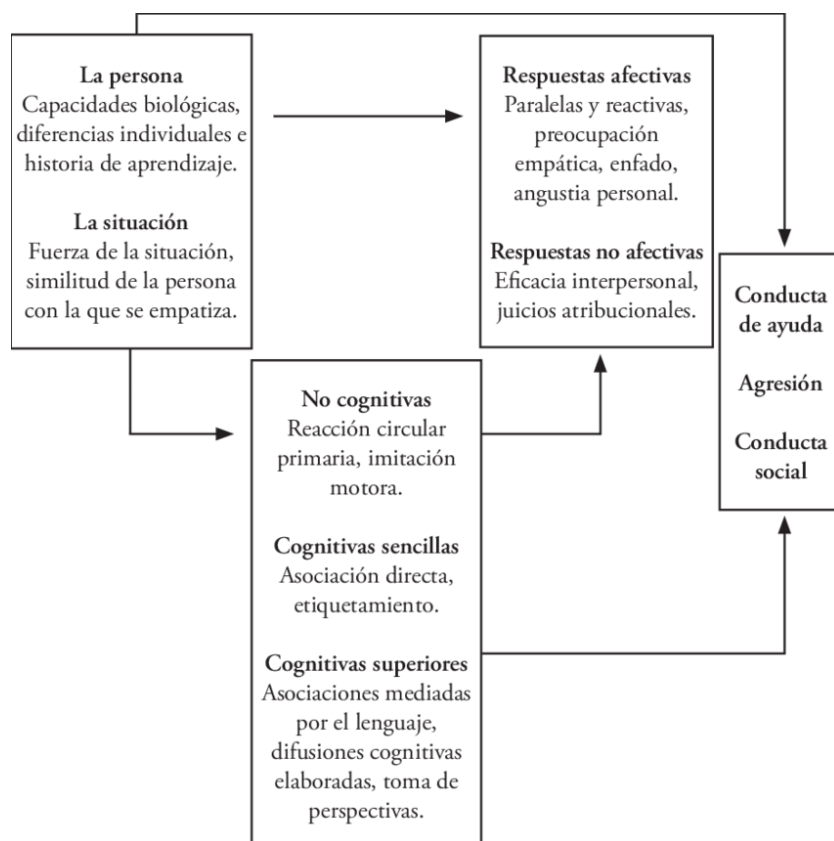 La persona
Capacidades biológicas,
diferencias individuales e
historia de aprendizaje.
La situación
Fuerza de la situación,
similitud de la persona
con la que se empatiza.
Respuestas afectivas
Paralelas y reactivas,
preocupación
empática, enfado,
angustia personal.
Respuestas no afectivas
Eficacia interpersonal,
juicios atribucionales.
No cognitivas
Reacción circular
primaria, imitación
motora.
Cognitivas sencillas
Asociación directa,
etiquetamiento.
Cognitivas superiores
Asociaciones mediadas
por el lenguaje,
difusiones cognitivas
elaboradas, toma de
perspectivas.
Conducta
de ayuda
Agresión
Conducta
social